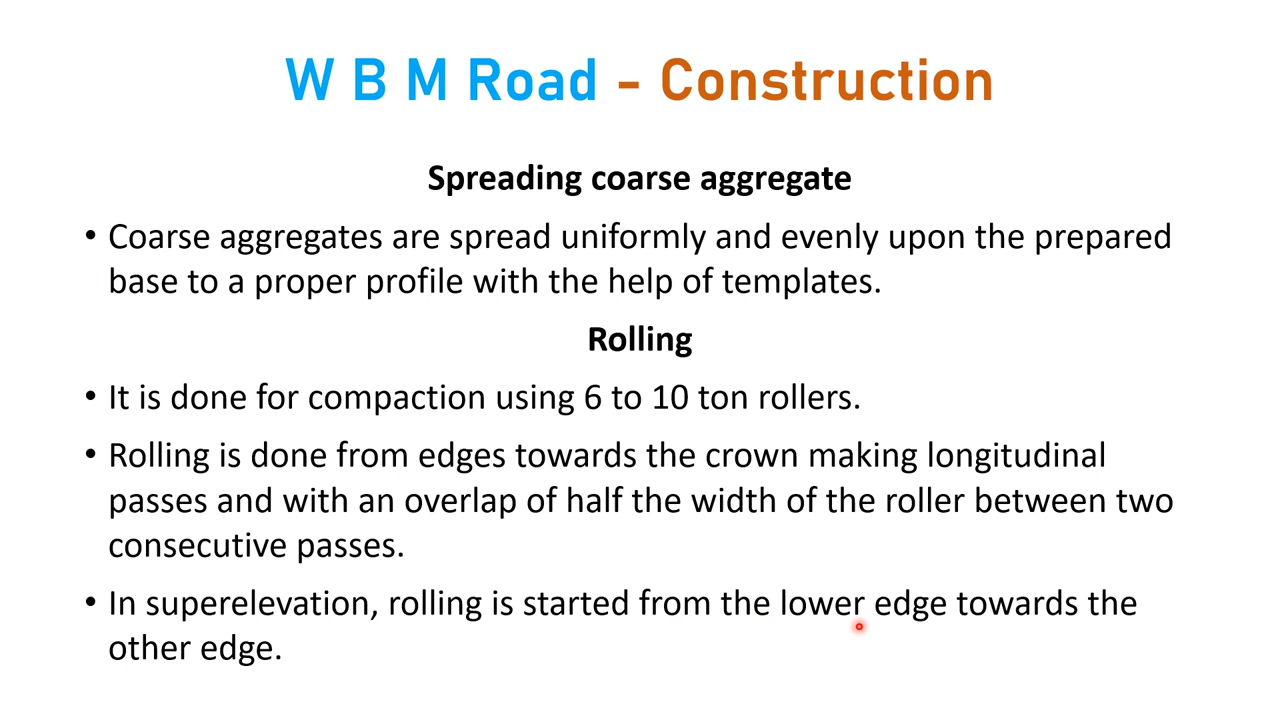 W B M Road - Construction
Spreading coarse aggregate
• Coarse aggregates are spread uniformly and evenly upon the prepared
base to a proper profile with the help of templates.
Rolling
• It is done for compaction using 6 to 10 ton rollers.
• Rolling is done from edges towards the crown making longitudinal
passes and with an overlap of half the width of the roller between two
consecutive passes.
• In superelevation, rolling is started from the lower edge towards the
other edge.